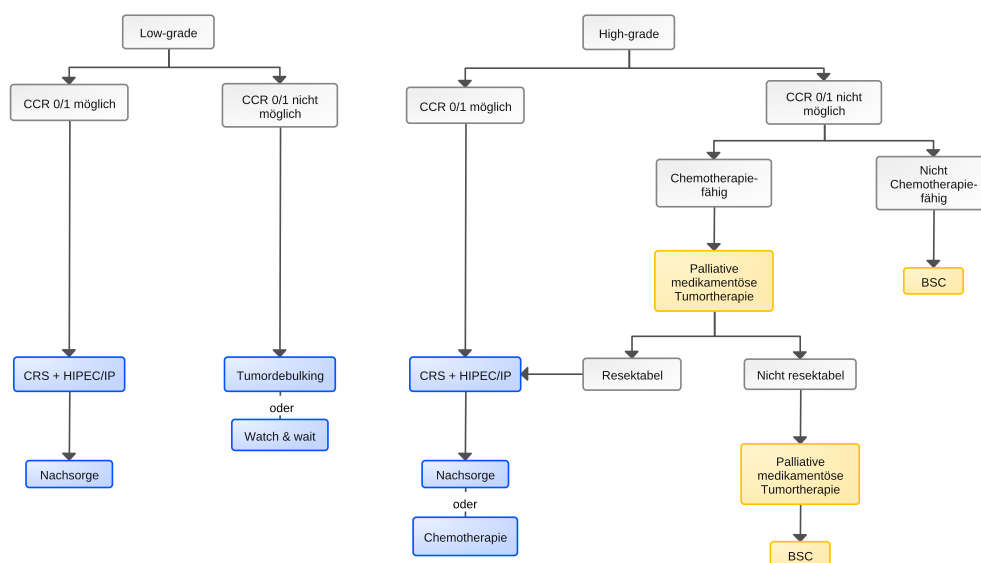 Low-grade
CCR 0/1 möglich
CCR 0/1 nicht
möglich
CRS + HIPEC/IP
Tumordebulking
oder
Watch & wait
Nachsorge
High-grade
CCR 0/1 möglich
CCR 0/1 nicht
möglich
Chemotherapie-
fähig
Nicht
Chemotherapie-
fähig
Palliative
medikamentöse
Tumortherapie
BSC
CRS + HIPEC/IP
Resektabel
Nicht resektabel
Nachsorge
oder
Chemotherapie
Palliative
medikamentöse
Tumortherapie
BSC